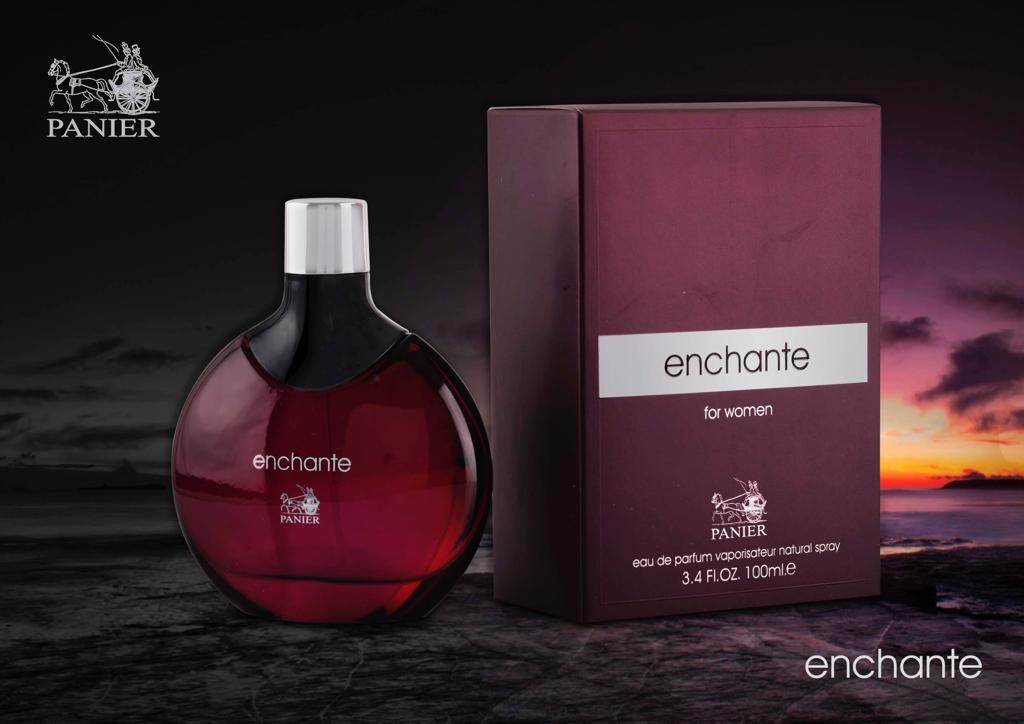 PANIER
enchante
for women
enchante
PANIER
PANIER
eau de parfum vaporisateur natural spray
3.4 Fl.OZ. 100ml.e
enchante